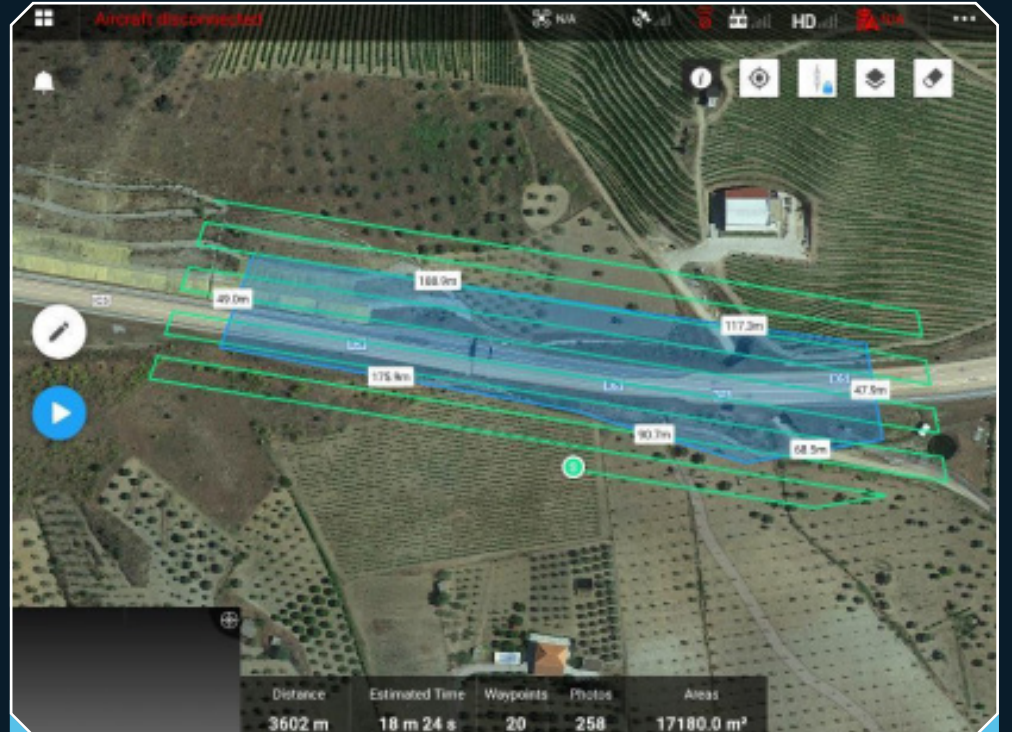 Aircraft disconnected
N/A
HD
N/A
188.9m
49.0m
117.3m
175.9m
47.9m
90.7m
68.5m
S
Distance Estimated Time Waypoints Photos Areas
3602 m 18 m 24 s 20 258 17180.0 m²